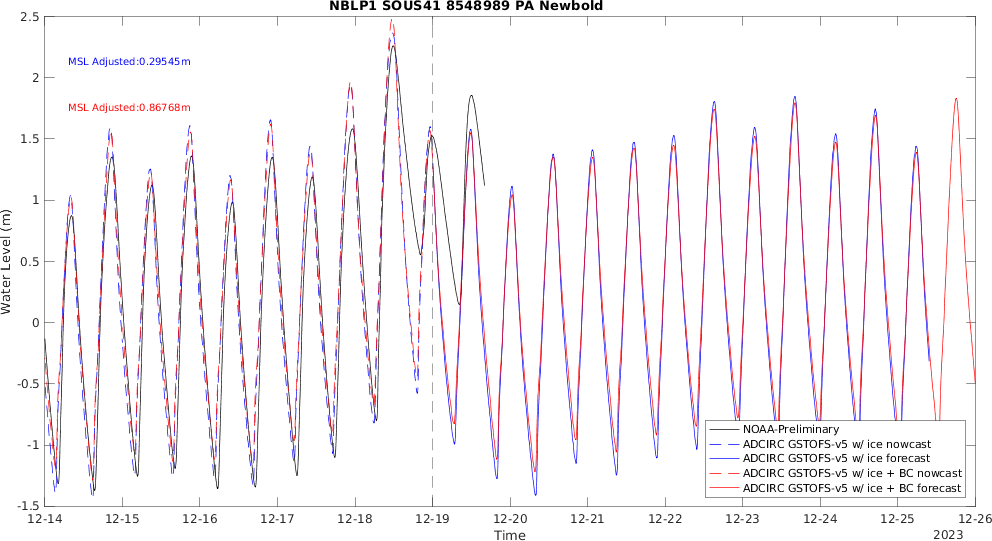 NBLP1 SOUS41 8548989 PA Newbold
MSL Adjusted:0.29545m
MSL Adjusted:0.86768m
Water Level (m)
2.5
2
1.5
1
0.5
0
-0.5
-1
-1.5
NOAA-Preliminary
ADCIRC GSTOFS-v5 w/ ice nowcast
ADCIRC GSTOFS-v5 w/ ice forecast
ADCIRC GSTOFS-v5 w/ice + BC nowcast
ADCIRC GSTOFS-v5 w/ice + BC forecast
12-14 12-15 12-16 12-17 12-18 12-19 12-20 12-21 12-22 12-23 12-24 12-25 12-26
Time
2023